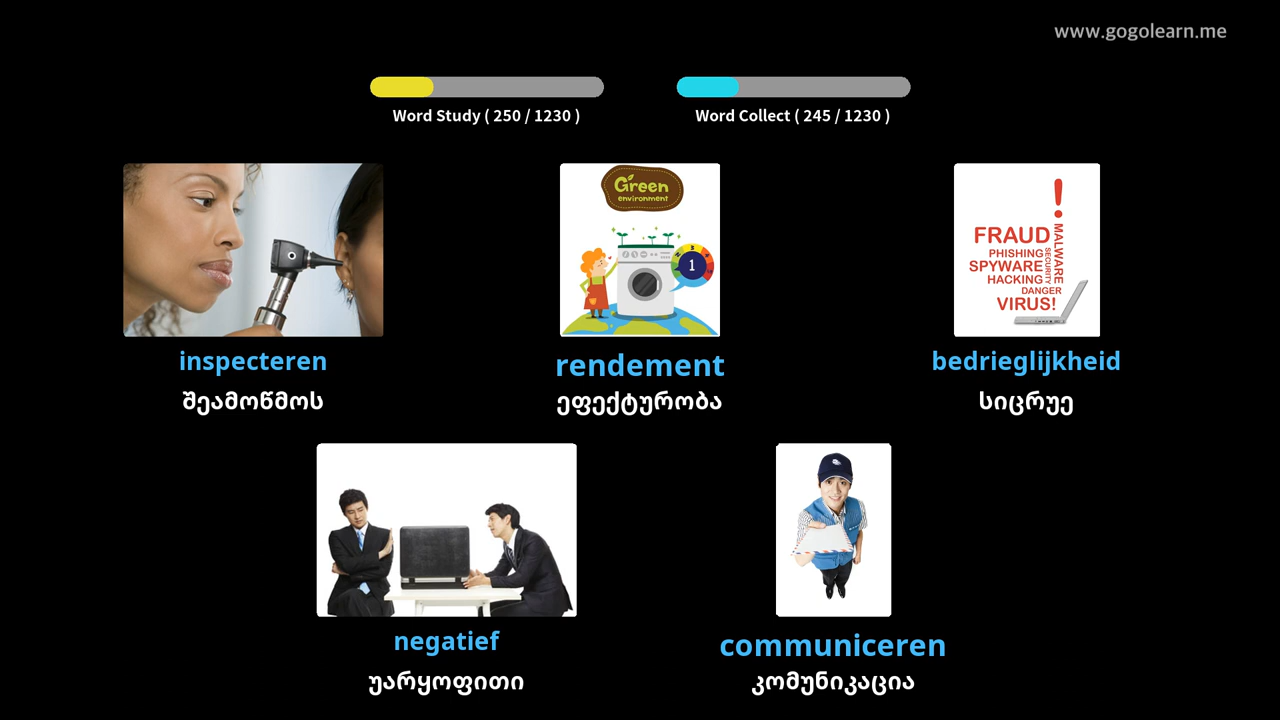 www.gogolearn.me
Word Study ( 250 / 1230 )
Word Collect ( 245 / 1230 )
Green
environment
1
!
FRAUD
PHISHING
SPYWARE
HACKING
DANGER
VIRUS!
MALWARE
SECURITY
inspecteren
rendement
bedrieglijkheid
შეამოწმოს
ეფექტურობა
სიცრუე
negatief
communiceren
უარყოფითი
კომუნიკაცია